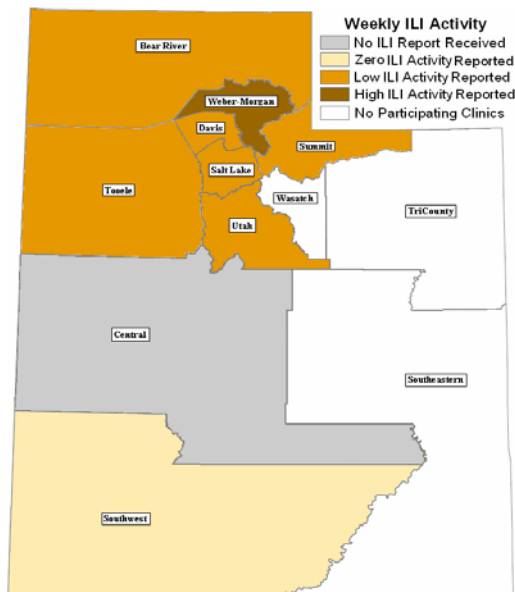 Weekly ILI Activity
No ILI Report Received
Zero ILI Activity Reported
Low ILI Activity Reported
High ILI Activity Reported
No Participating Clinics
Bear River
Weber-Morgan
Davis
Summit
Salt Lake
Tooele
Wasatch
TriCounty
Utah
Central
Southeastern
Southwest